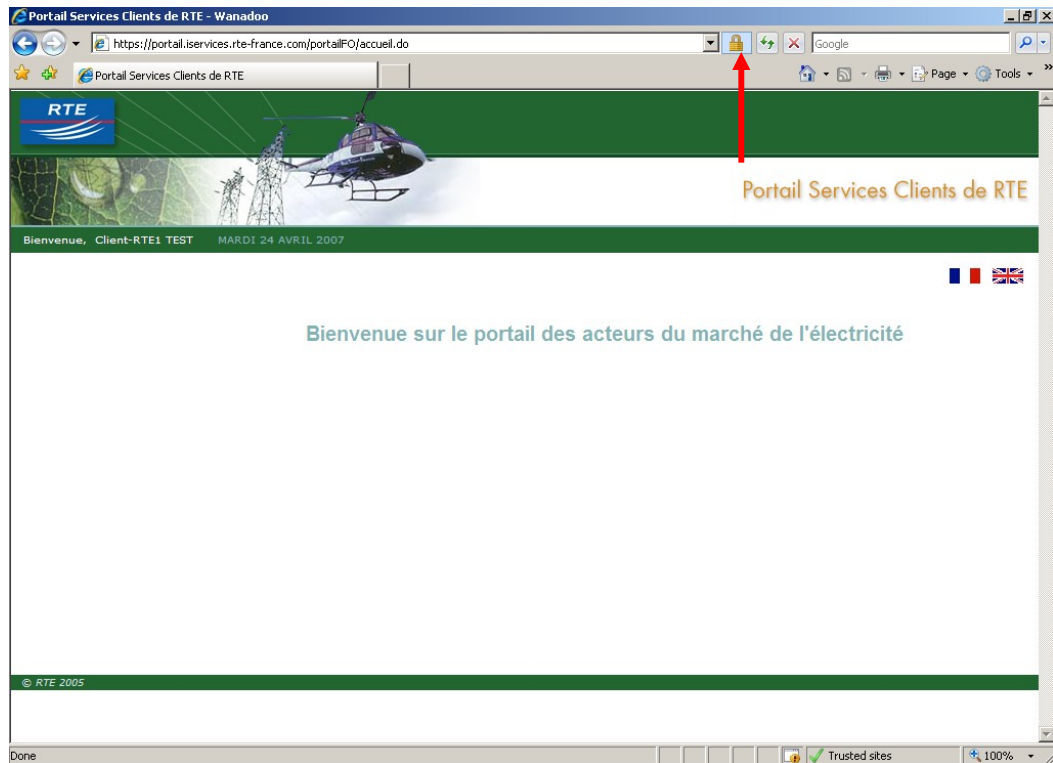 Portail Services Clients de RTE - Wanadoo
https://portail.iservices.rte-france.com/portailFO/accueil.do
Google
Portail Services Clients de RTE
Page
Tools
RTE
Portail Services Clients de RTE
Bienvenue, Client-RTE1 TEST MARDI 24 AVRIL 2007
Bienvenue sur le portail des acteurs du marché de l'électricité
© RTE 2005
Done
Trusted sites
100%